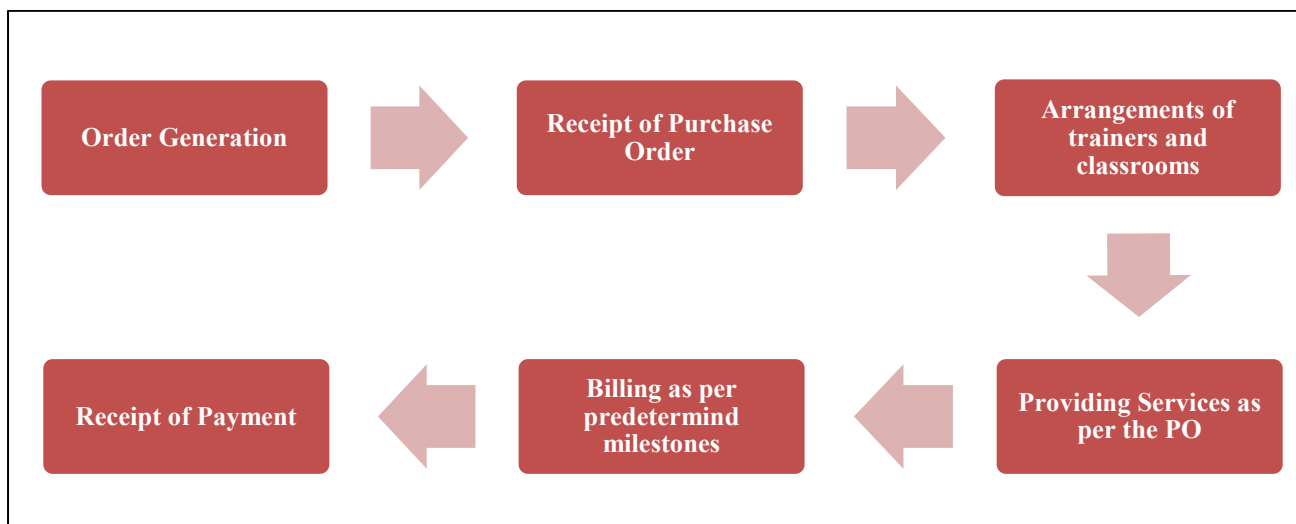 Order Generation
Receipt of Purchase
Order
Arrangements of
trainers and
classrooms
Providing Services as
per the PO
Billing as per
predetermind
milestones
Receipt of Payment